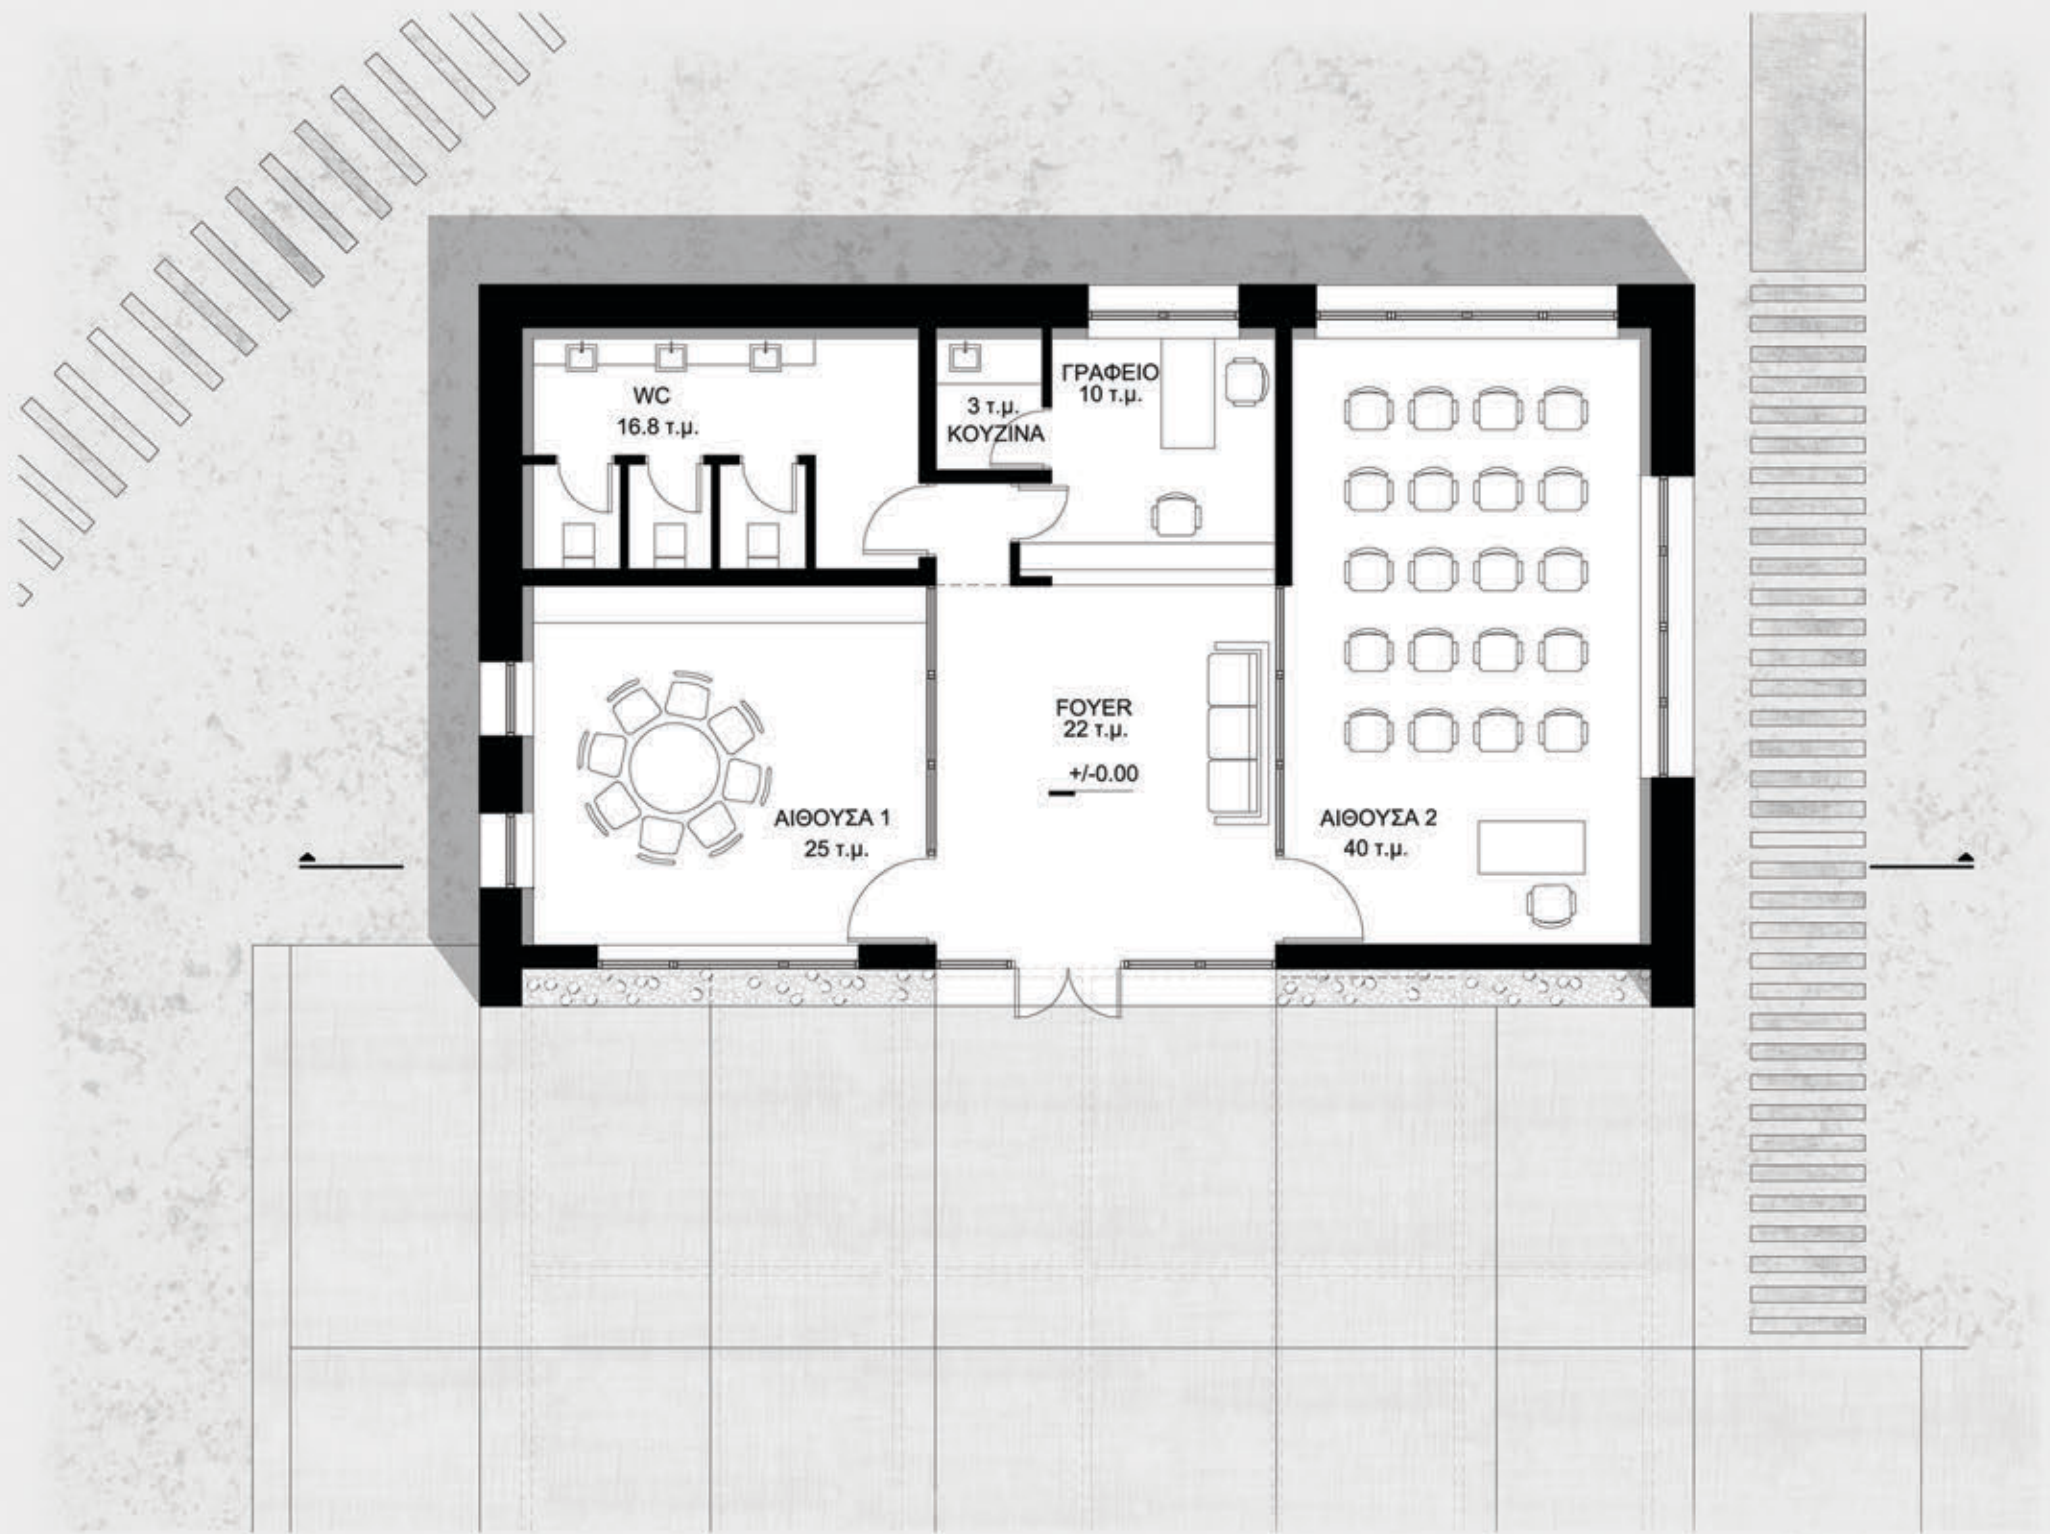 WC
16.8 τ.μ.
3 τ.μ.
ΚΟΥΖΙΝΑ
ΓΡΑΦΕΙΟ
10 τ.μ.
FOYER
22 τ.μ.
+/-0.00
ΑΙΘΟΥΣΑ 1
25 τ.μ.
ΑΙΘΟΥΣΑ 2
40 τ.μ.